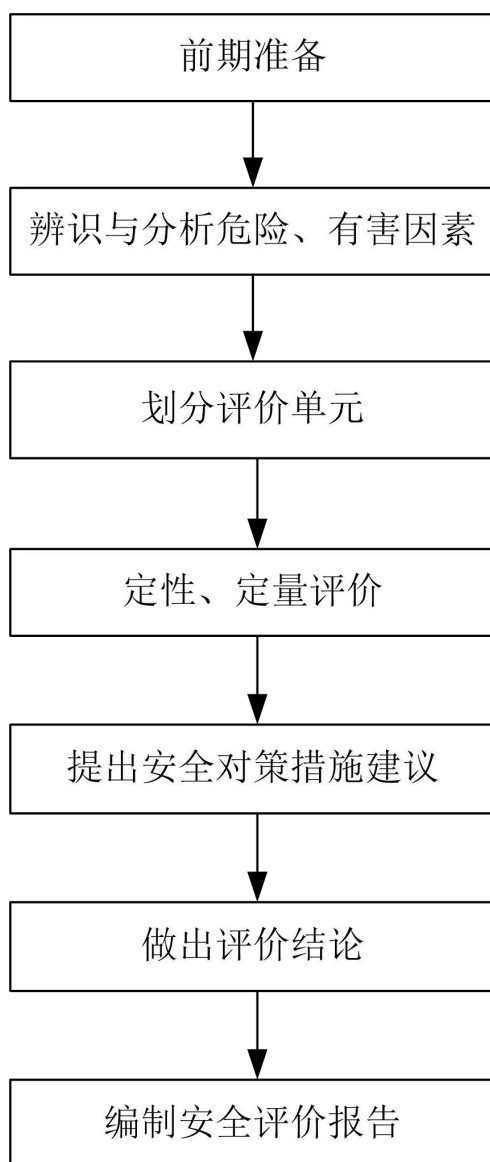 前期准备
辨识与分析危险、有害因素
划分评价单元
定性、定量评价
提出安全对策措施建议
做出评价结论
编制安全评价报告